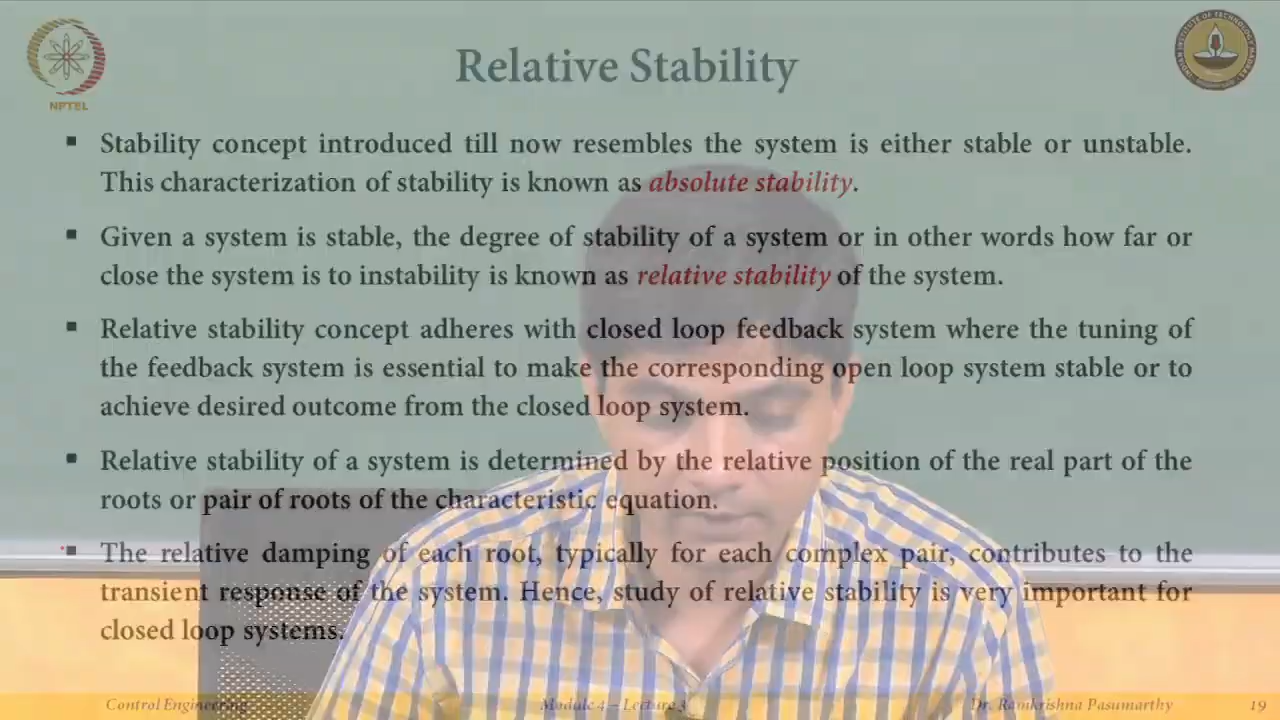 NPTEL
Relative Stability
▪ Stability concept introduced till now resembles the system is either stable or unstable.
This characterization of stability is known as absolute stability.
▪ Given a system is stable, the degree of stability of a system or in other words how far or
close the system is to instability is known as relative stability of the system.
▪ Relative stability concept adheres with closed loop feedback system where the tuning of
the feedback system is essential to make the corresponding open loop system stable or to
achieve desired outcome from the closed loop system.
▪ Relative stability of a system is determined by the relative position of the real part of the
roots or pair of roots of the characteristic equation.
▪ The relative damping of each root, typically for each complex pair, contributes to the
transient response of the system. Hence, study of relative stability is very important for
closed loop systems.
Control Engineering Module 4 – Lecture 3 Dr. Ramkrishna Pasumarthy 19